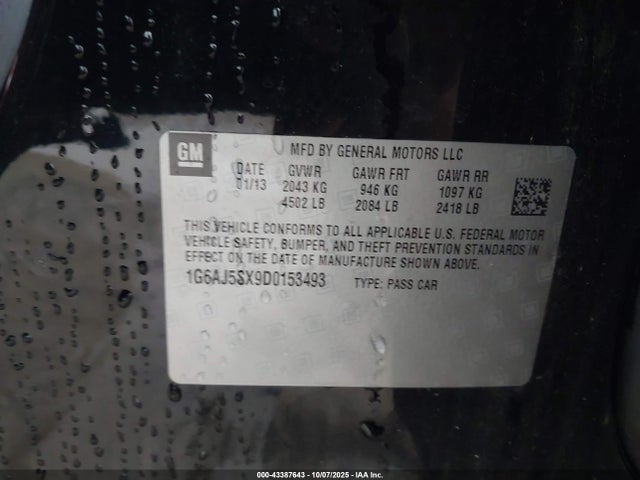 GM
MFD BY GENERAL MOTORS LLC
DATE GVWR GAWR FRT GAWR RR
01/13 2043 KG 946 KG 1097 KG
4502 LB 2084 LB 2418 LB
THIS VEHICLE CONFORMS TO ALL APPLICABLE U.S. FEDERAL MOTOR
VEHICLE SAFETY, BUMPER, AND THEFT PREVENTION STANDARDS IN
EFFECT ON THE DATE OF MANUFACTURE SHOWN ABOVE.
1G6AJ5SX9D0153493 TYPE: PASS CAR
000-43387643 - 10/07/2025 - IAA Inc.